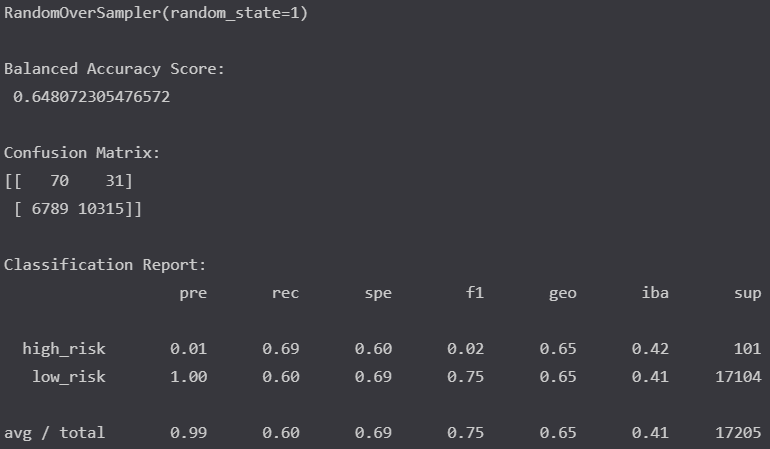 RandomOverSampler(random_state=1)
Balanced Accuracy Score:
0.648072305476572
Confusion Matrix:
[[   70    31]
 [ 6789 10315]]
Classification Report:
pre rec spe f1 geo iba sup
high_risk 0.01 0.69 0.60 0.02 0.65 0.42 101
low_risk 1.00 0.60 0.69 0.75 0.65 0.41 17104
avg / total 0.99 0.60 0.69 0.75 0.65 0.41 17205